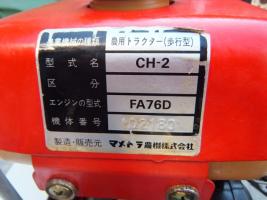 農業機械の種類 農用トラクター(歩行型)
型式名 CH-2
区分
エンジンの型式 FA76D
機体番号
製造・販売元 マメトラ農機株式会社